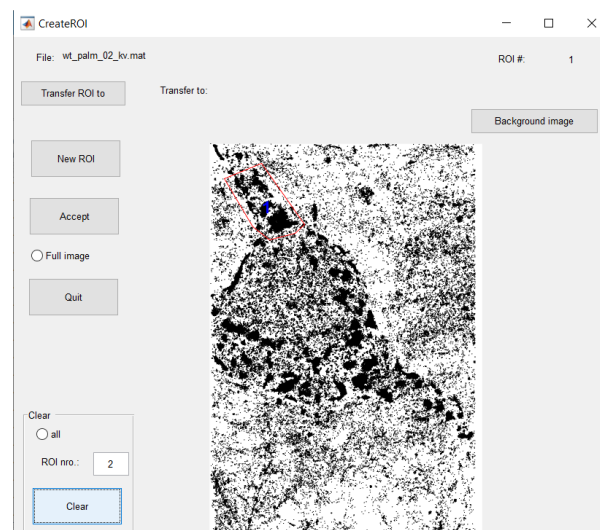 CreateROI
File: wt_palm_02_kv.mat
ROI #: 1
Transfer ROI to
Transfer to:
Background image
New ROI
Accept
Full image
Quit
Clear
all
ROI nro.: 2
Clear